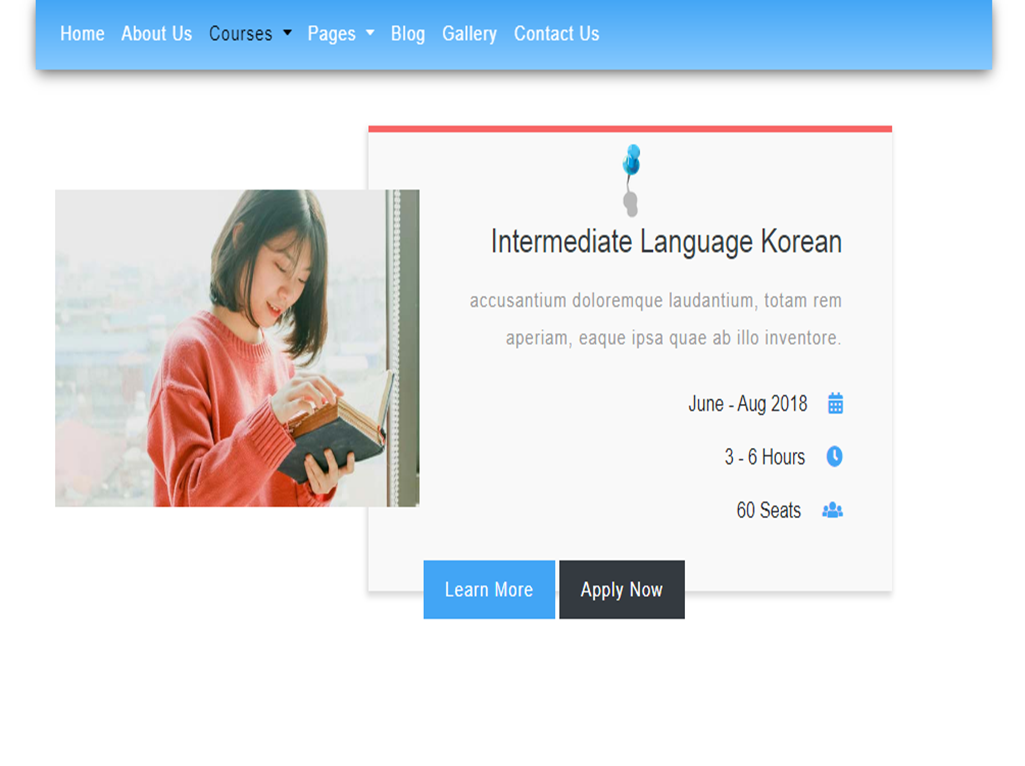 Home About Us Courses Pages Blog Gallery Contact Us
Intermediate Language Korean
accusantium doloremque laudantium, totam rem
aperiam, eaque ipsa quae ab illo inventore.
June - Aug 2018
3 - 6 Hours
60 Seats
Learn More Apply Now